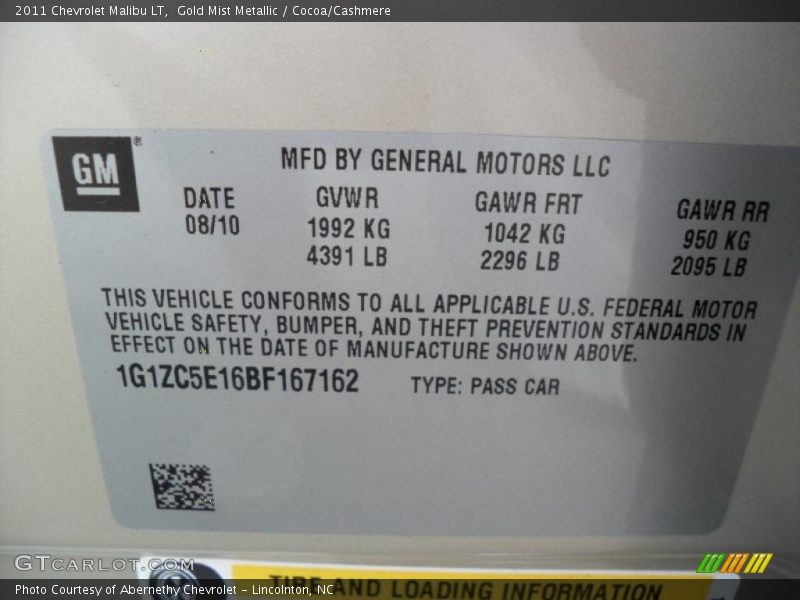 2011 Chevrolet Malibu LT, Gold Mist Metallic / Cocoa/Cashmere
GM®
MFD BY GENERAL MOTORS LLC
DATE GVWR GAWR FRT GAWR RR
08/10 1992 KG 1042 KG 950 KG
4391 LB 2296 LB 2095 LB
THIS VEHICLE CONFORMS TO ALL APPLICABLE U.S. FEDERAL MOTOR
VEHICLE SAFETY, BUMPER, AND THEFT PREVENTION STANDARDS IN
EFFECT ON THE DATE OF MANUFACTURE SHOWN ABOVE.
1G1ZC5E16BF167162 TYPE: PASS CAR
GTCARLOT.COM
TIRE AND LOADING INFORMATION
Photo Courtesy of Abernethy Chevrolet – Lincolnton, NC